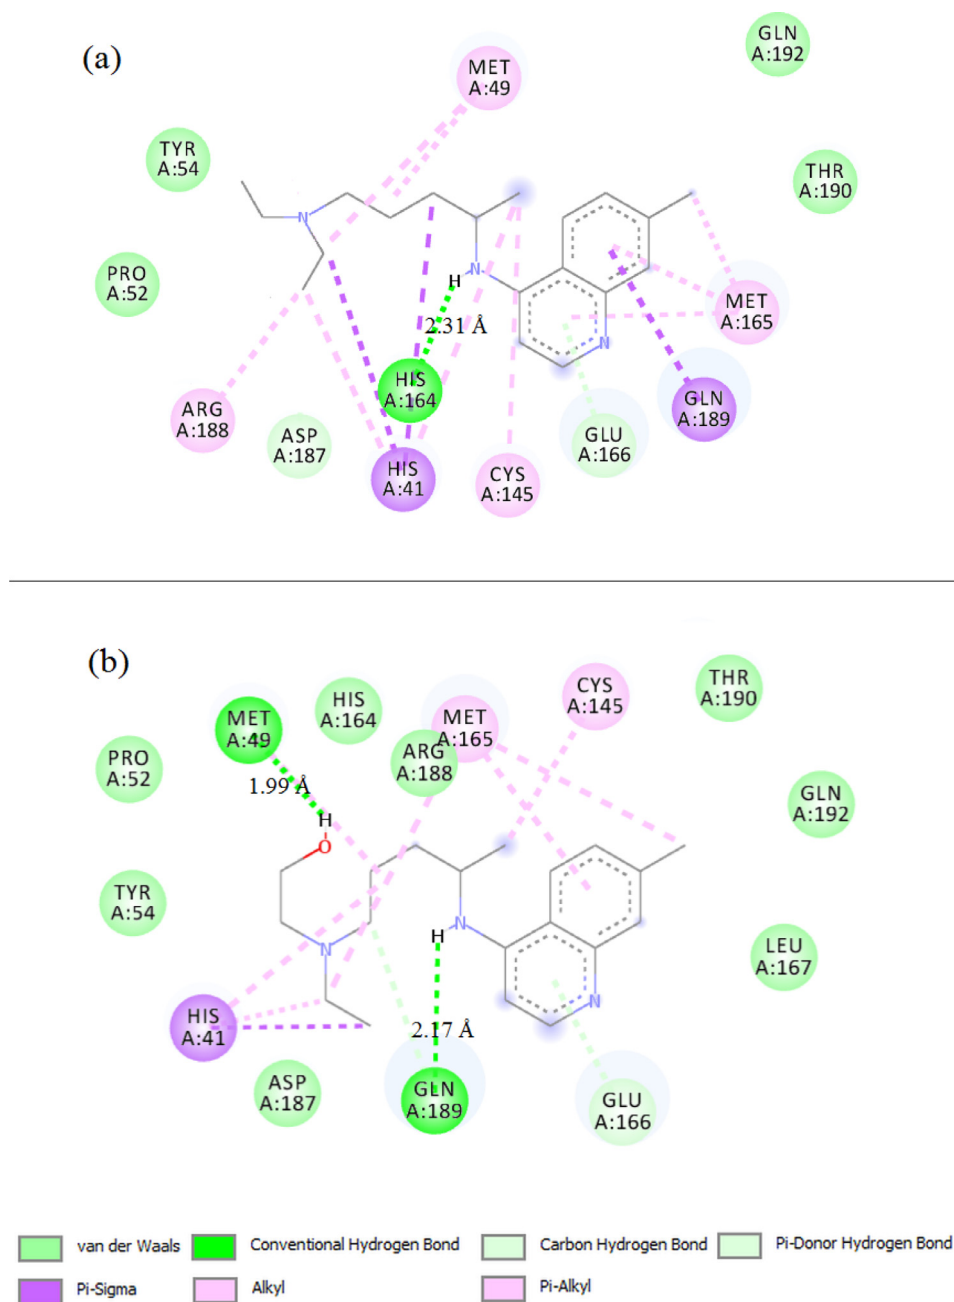 (a)
MET
A:49
GLN
A:192
TYR
A:54
THR
A:190
N
PRO
A:52
H
N
2.31 Å
MET
A:165
N
HIS
A:164
ARG
A:188
GLN
A:189
ASP
A:187
GLU
A:166
HIS
A:41
CYS
A:145
(b)
MET
A:49
HIS
A:164
MET
A:165
CYS
A:145
THR
A:190
PRO
A:52
ARG
A:188
1.99 Å
H
O
GLN
A:192
TYR
A:54
H
N
N
LEU
A:167
N
HIS
A:41
2.17 Å
ASP
A:187
GLN
A:189
GLU
A:166
van der Waals
Conventional Hydrogen Bond
Carbon Hydrogen Bond
Pi-Donor Hydrogen Bond
Pi-Sigma
Alkyl
Pi-Alkyl